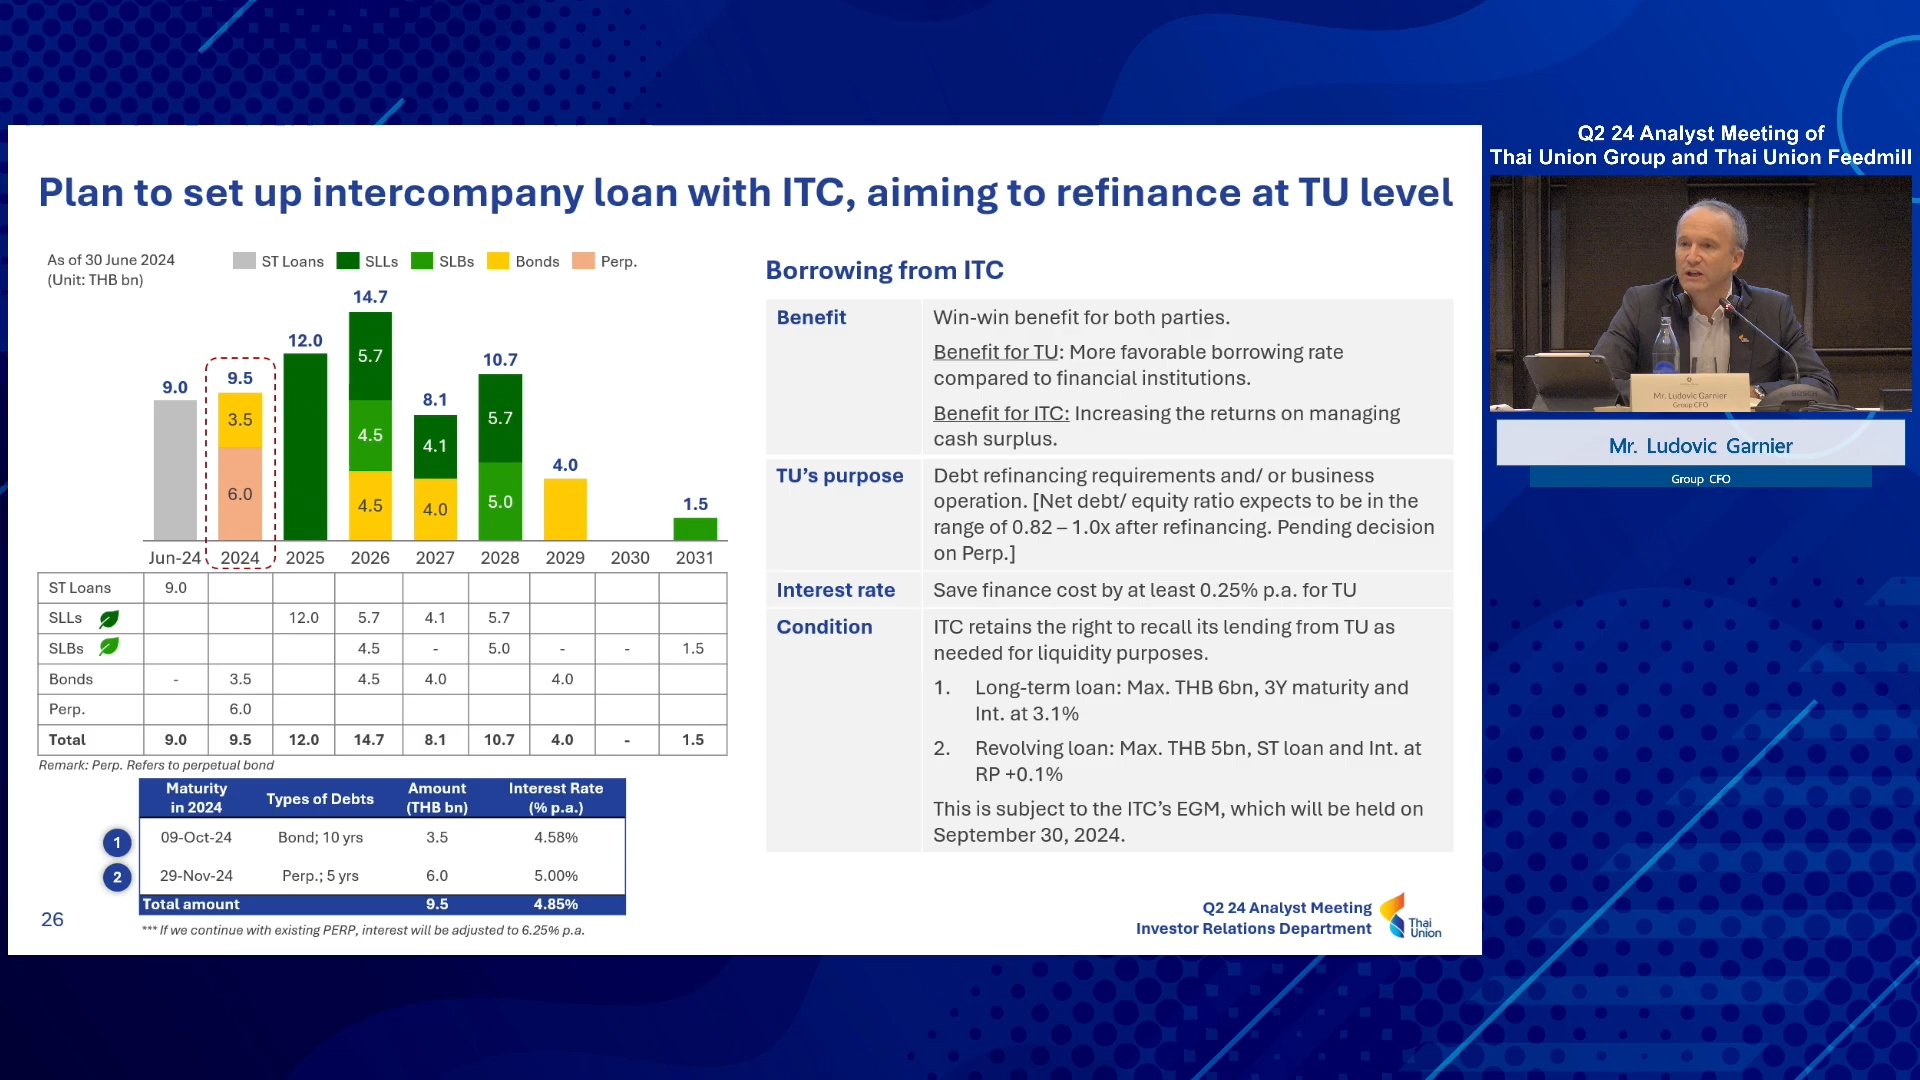 Q2 24 Analyst Meeting of
Thai Union Group and Thai Union Feedmill
Plan to set up intercompany loan with ITC, aiming to refinance at TU level
As of 30 June 2024
(Unit: THB bn)
ST Loans SLLs SLBs Bonds Perp.
9.0
9.5
3.5
6.0
12.0
14.7
5.7
4.5
4.5
8.1
4.1
4.0
10.7
5.7
5.0
4.0
1.5
Jun-24 2024 2025 2026 2027 2028 2029 2030 2031
ST Loans 9.0
SLLs 12.0 5.7 4.1 5.7
SLBs 4.5 - 5.0 - - 1.5
Bonds - 3.5 4.5 4.0 4.0
Perp. 6.0
Total 9.0 9.5 12.0 14.7 8.1 10.7 4.0 - 1.5
Remark: Perp. Refers to perpetual bond
Maturity in 2024 Types of Debts Amount (THB bn) Interest Rate (% p.a.)
1 09-Oct-24 Bond; 10 yrs 3.5 4.58%
2 29-Nov-24 Perp.; 5 yrs 6.0 5.00%
Total amount 9.5 4.85%
*** If we continue with existing PERP, interest will be adjusted to 6.25% p.a.
26
Borrowing from ITC
Benefit
Win-win benefit for both parties.
Benefit for TU: More favorable borrowing rate
compared to financial institutions.
Benefit for ITC: Increasing the returns on managing
cash surplus.
TU's purpose
Debt refinancing requirements and/ or business
operation. [Net debt/ equity ratio expects to be in the
range of 0.82 – 1.0x after refinancing. Pending decision
on Perp.]
Interest rate
Save finance cost by at least 0.25% p.a. for TU
Condition
ITC retains the right to recall its lending from TU as
needed for liquidity purposes.
1. Long-term loan: Max. THB 6bn, 3Y maturity and
Int. at 3.1%
2. Revolving loan: Max. THB 5bn, ST loan and Int. at
RP +0.1%
This is subject to the ITC's EGM, which will be held on
September 30, 2024.
Q2 24 Analyst Meeting
Investor Relations Department
Thai
Union
Mr. Ludovic Garnier
Group CFO
BOSCH
Mr. Ludovic Garnier
Group CFO